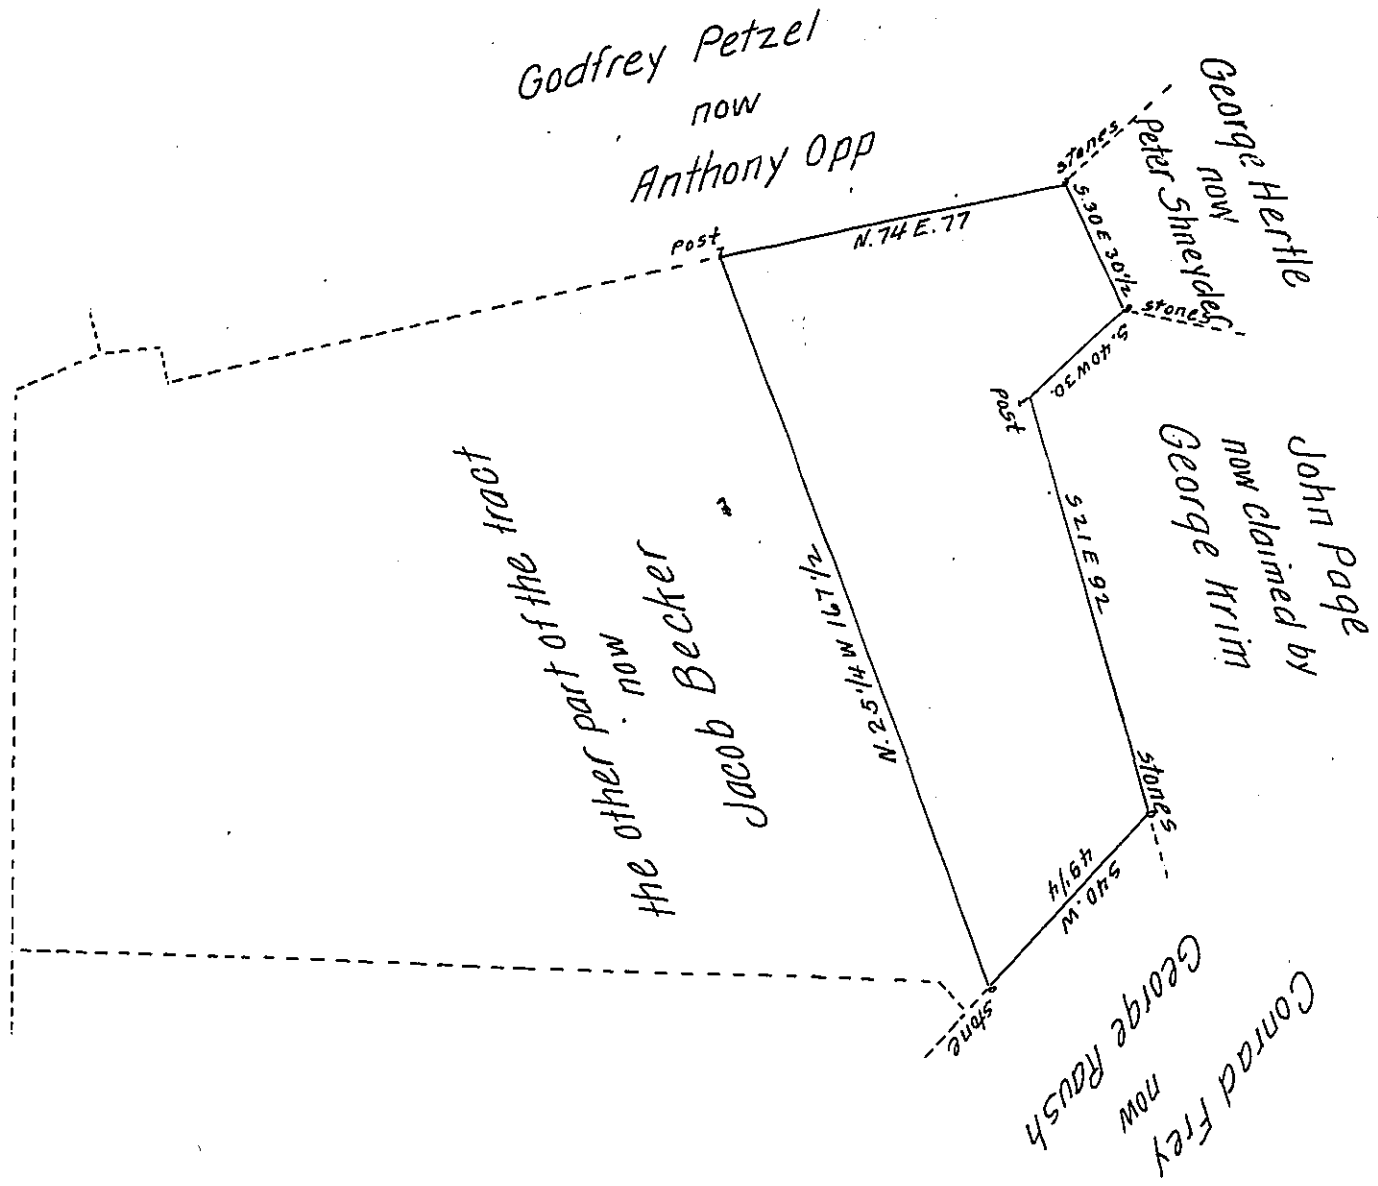 Godfrey Petzel
now
Anthony Opp
George Hertle
now
Peter Shneyder
stones
post
N.74 E.77
S.30 E 30 1/2
stones
S.40 W 30.
post
John Page
now claimed by
George Krim
S 21 E 92
the other part of the tract
now
Jacob Becker
N.25 1/4 W 167 1/2
stones
S 40. W
49 1/4
stone
Conrad Frey
now
George Raush